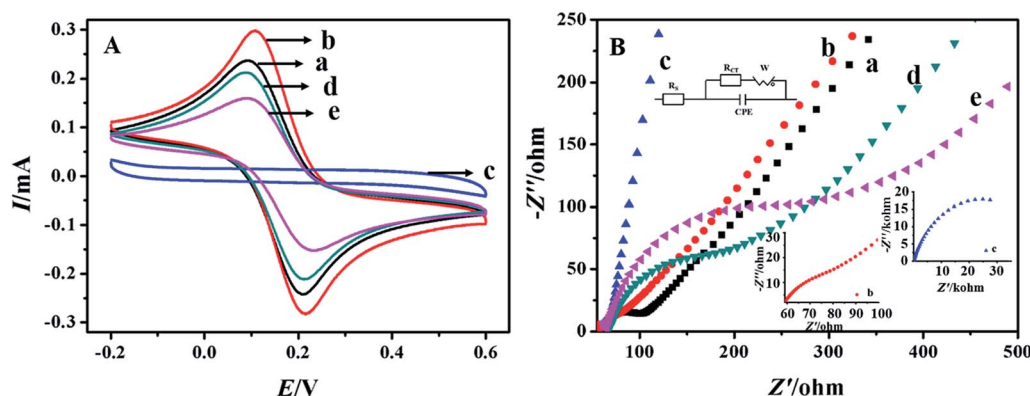 A
b
a
d
e
c
0.3
0.2
0.1
0.0
-0.1
-0.2
-0.3
I/mA
-0.2 0.0 0.2 0.4 0.6
E/V
B
c
b
a
d
e
R_S
R_CT
W
CPE
-250
-200
-150
-100
-50
0
-Z''/ohm
100 200 300 400 500
Z'/ohm
30
20
10
-Z''/ohm
b
60 70 80 90 100
Z'/ohm
20
15
10
5
0
-Z''/kohm
c
0 10 20 30
Z'/kohm